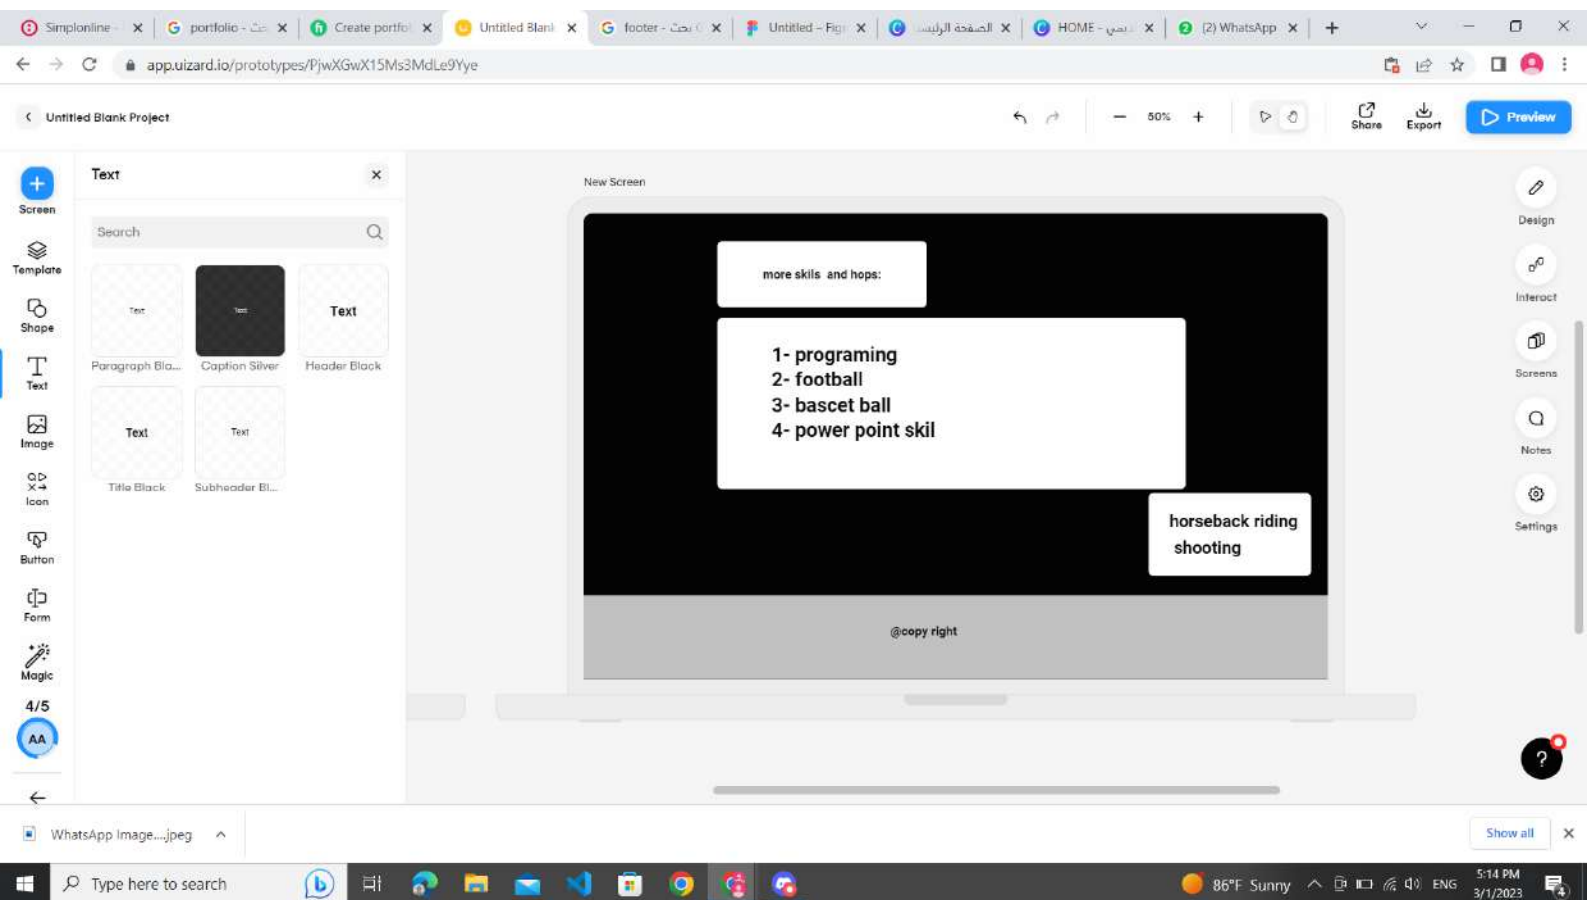 Simplonline
portfolio - بحث
Create portfo
Untitled Blank
footer - بحث
Untitled – Fig
الصفحة الرئيسـ
HOME -
(2) WhatsApp
app.uizard.io/prototypes/PjwXGwX15Ms3MdLe9Yye
Untitled Blank Project
50%
Share
Export
Preview
Screen
Template
Shape
Text
Image
Icon
Button
Form
Magic
4/5
AA
Text
Search
Text
Text
Text
Paragraph Bla...
Caption Silver
Header Black
Text
Text
Title Black
Subheader Bl...
New Screen
more skils and hops:
1- programing
2- football
3- bascet ball
4- power point skil
horseback riding
shooting
@copy right
Design
Interact
Screens
Notes
Settings
?
WhatsApp Image....jpeg
Show all
Type here to search
86°F Sunny
ENG
5:14 PM
3/1/2023
4